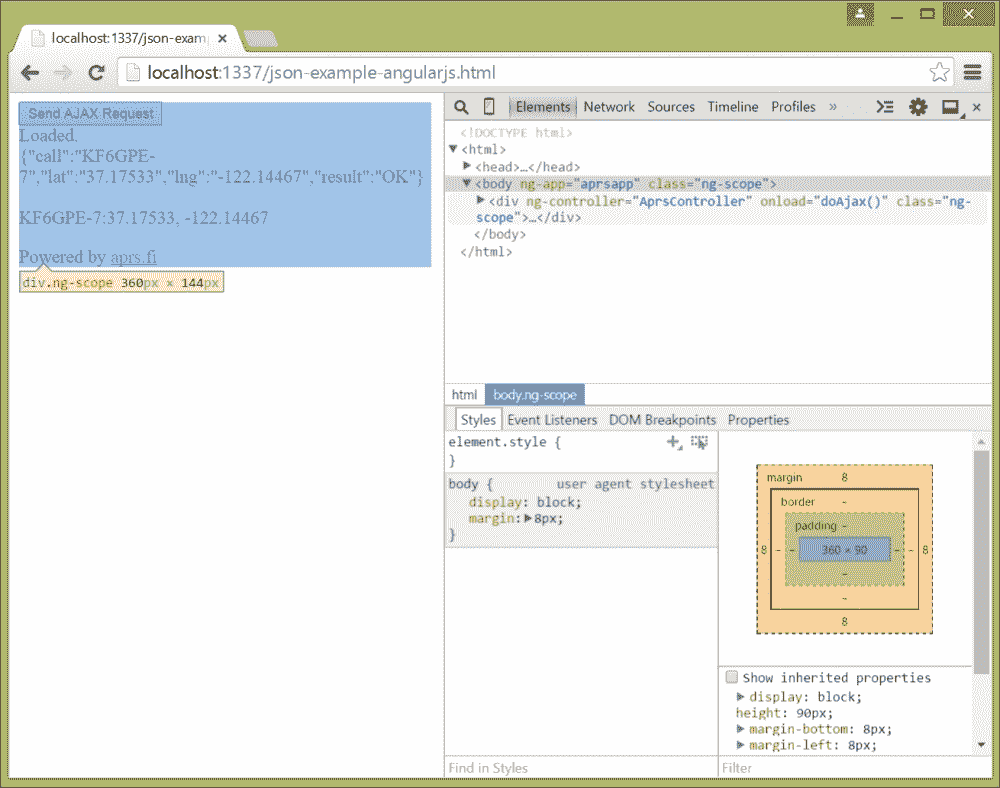 localhost:1337/json-exam
localhost:1337/json-example-angularjs.html
Send AJAX Request
Loaded.
{"call":"KF6GPE-
7","lat":"37.17533","lng":"-122.14467","result":"OK"}
KF6GPE-7:37.17533, -122.14467
Powered by aprs.fi
div.ng-scope 360px × 144px
Elements Network Sources Timeline Profiles »
<!DOCTYPE html>
<html>
<head>…</head>
<body ng-app="aprsapp" class="ng-scope">
<div ng-controller="AprsController" onload="doAjax()" class="ng-
scope">…</div>
</body>
</html>
html body.ng-scope
Styles Event Listeners DOM Breakpoints Properties
element.style {
}
body { user agent stylesheet
display: block;
margin: 8px;
}
margin 8
border -
padding -
8 - - 360 × 90 - - 8
-
-
8
Show inherited properties
display: block;
height: 90px;
margin-bottom: 8px;
margin-left: 8px;
Find in Styles
Filter